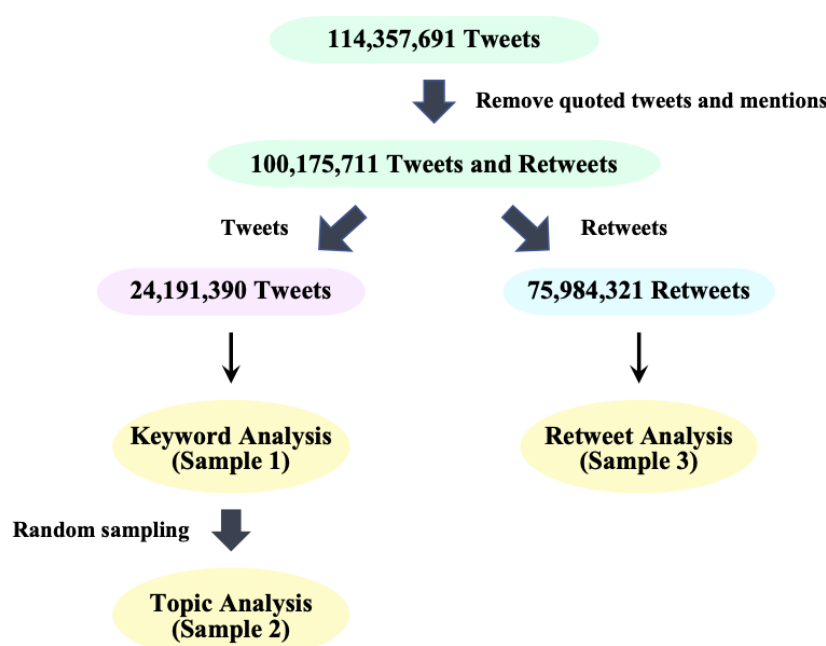 114,357,691 Tweets
Remove quoted tweets and mentions
100,175,711 Tweets and Retweets
Tweets
Retweets
24,191,390 Tweets
75,984,321 Retweets
Keyword Analysis
(Sample 1)
Retweet Analysis
(Sample 3)
Random sampling
Topic Analysis
(Sample 2)